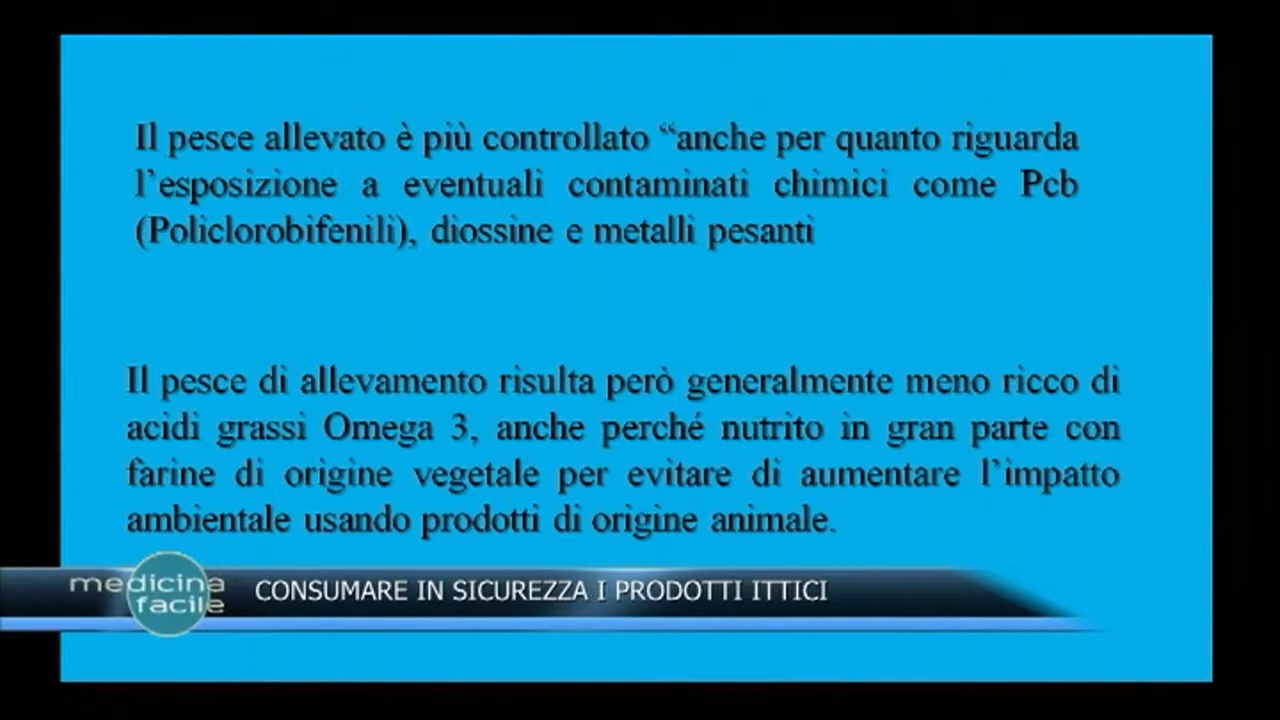 Il pesce allevato è più controllato “anche per quanto riguarda
l’esposizione a eventuali contaminati chimici come Pcb
(Policlorobifenili), diossine e metalli pesanti
Il pesce di allevamento risulta però generalmente meno ricco di
acidi grassi Omega 3, anche perché nutrito in gran parte con
farine di origine vegetale per evitare di aumentare l’impatto
ambientale usando prodotti di origine animale.
medicina
facile
CONSUMARE IN SICUREZZA I PRODOTTI ITTICI